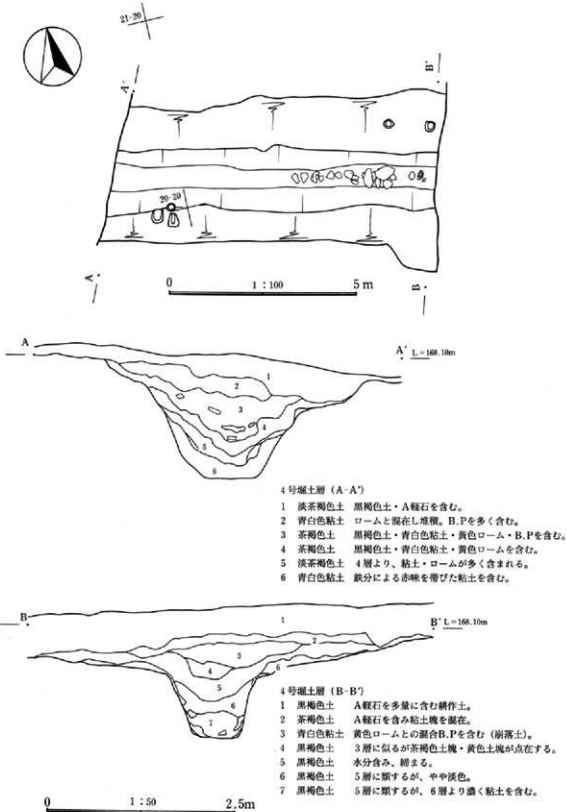 21-20
A'
B'
20-20
A
B
0 1:100 5m
A
A' L=168.10m
1
2
3
4
5
6
4号堀土層 (A-A')
1 淡茶褐色土 黒褐色土・A軽石を含む。
2 青白色粘土 ロームと混在し堆積。B.Pを多く含む。
3 茶褐色土 黒褐色土・青白色粘土・黄色ローム・B.Pを含む。
4 茶褐色土 黒褐色土・青白色粘土・黄色ロームを含む。
5 淡茶褐色土 4層より、粘土・ロームが多く含まれる。
6 青白色粘土 鉄分による赤味を帯びた粘土を含む。
B
B' L=168.10m
1
2
3
6
4
5
6
7
4号堀土層 (B-B')
1 黒褐色土 A軽石を多量に含む耕作土。
2 茶褐色土 A軽石を含み粘土塊を混在。
3 青白色粘土 黄色ロームとの混合B.Pを含む(崩落土)。
4 黒褐色土 3層に似るが茶褐色土塊・黄色土塊が点在する。
5 黒褐色土 水分含み、締まる。
6 黒褐色土 5層に類するが、やや淡色。
7 黒褐色土 5層に類するが、6層より濃く粘土を含む。
0 1:50 2.5m